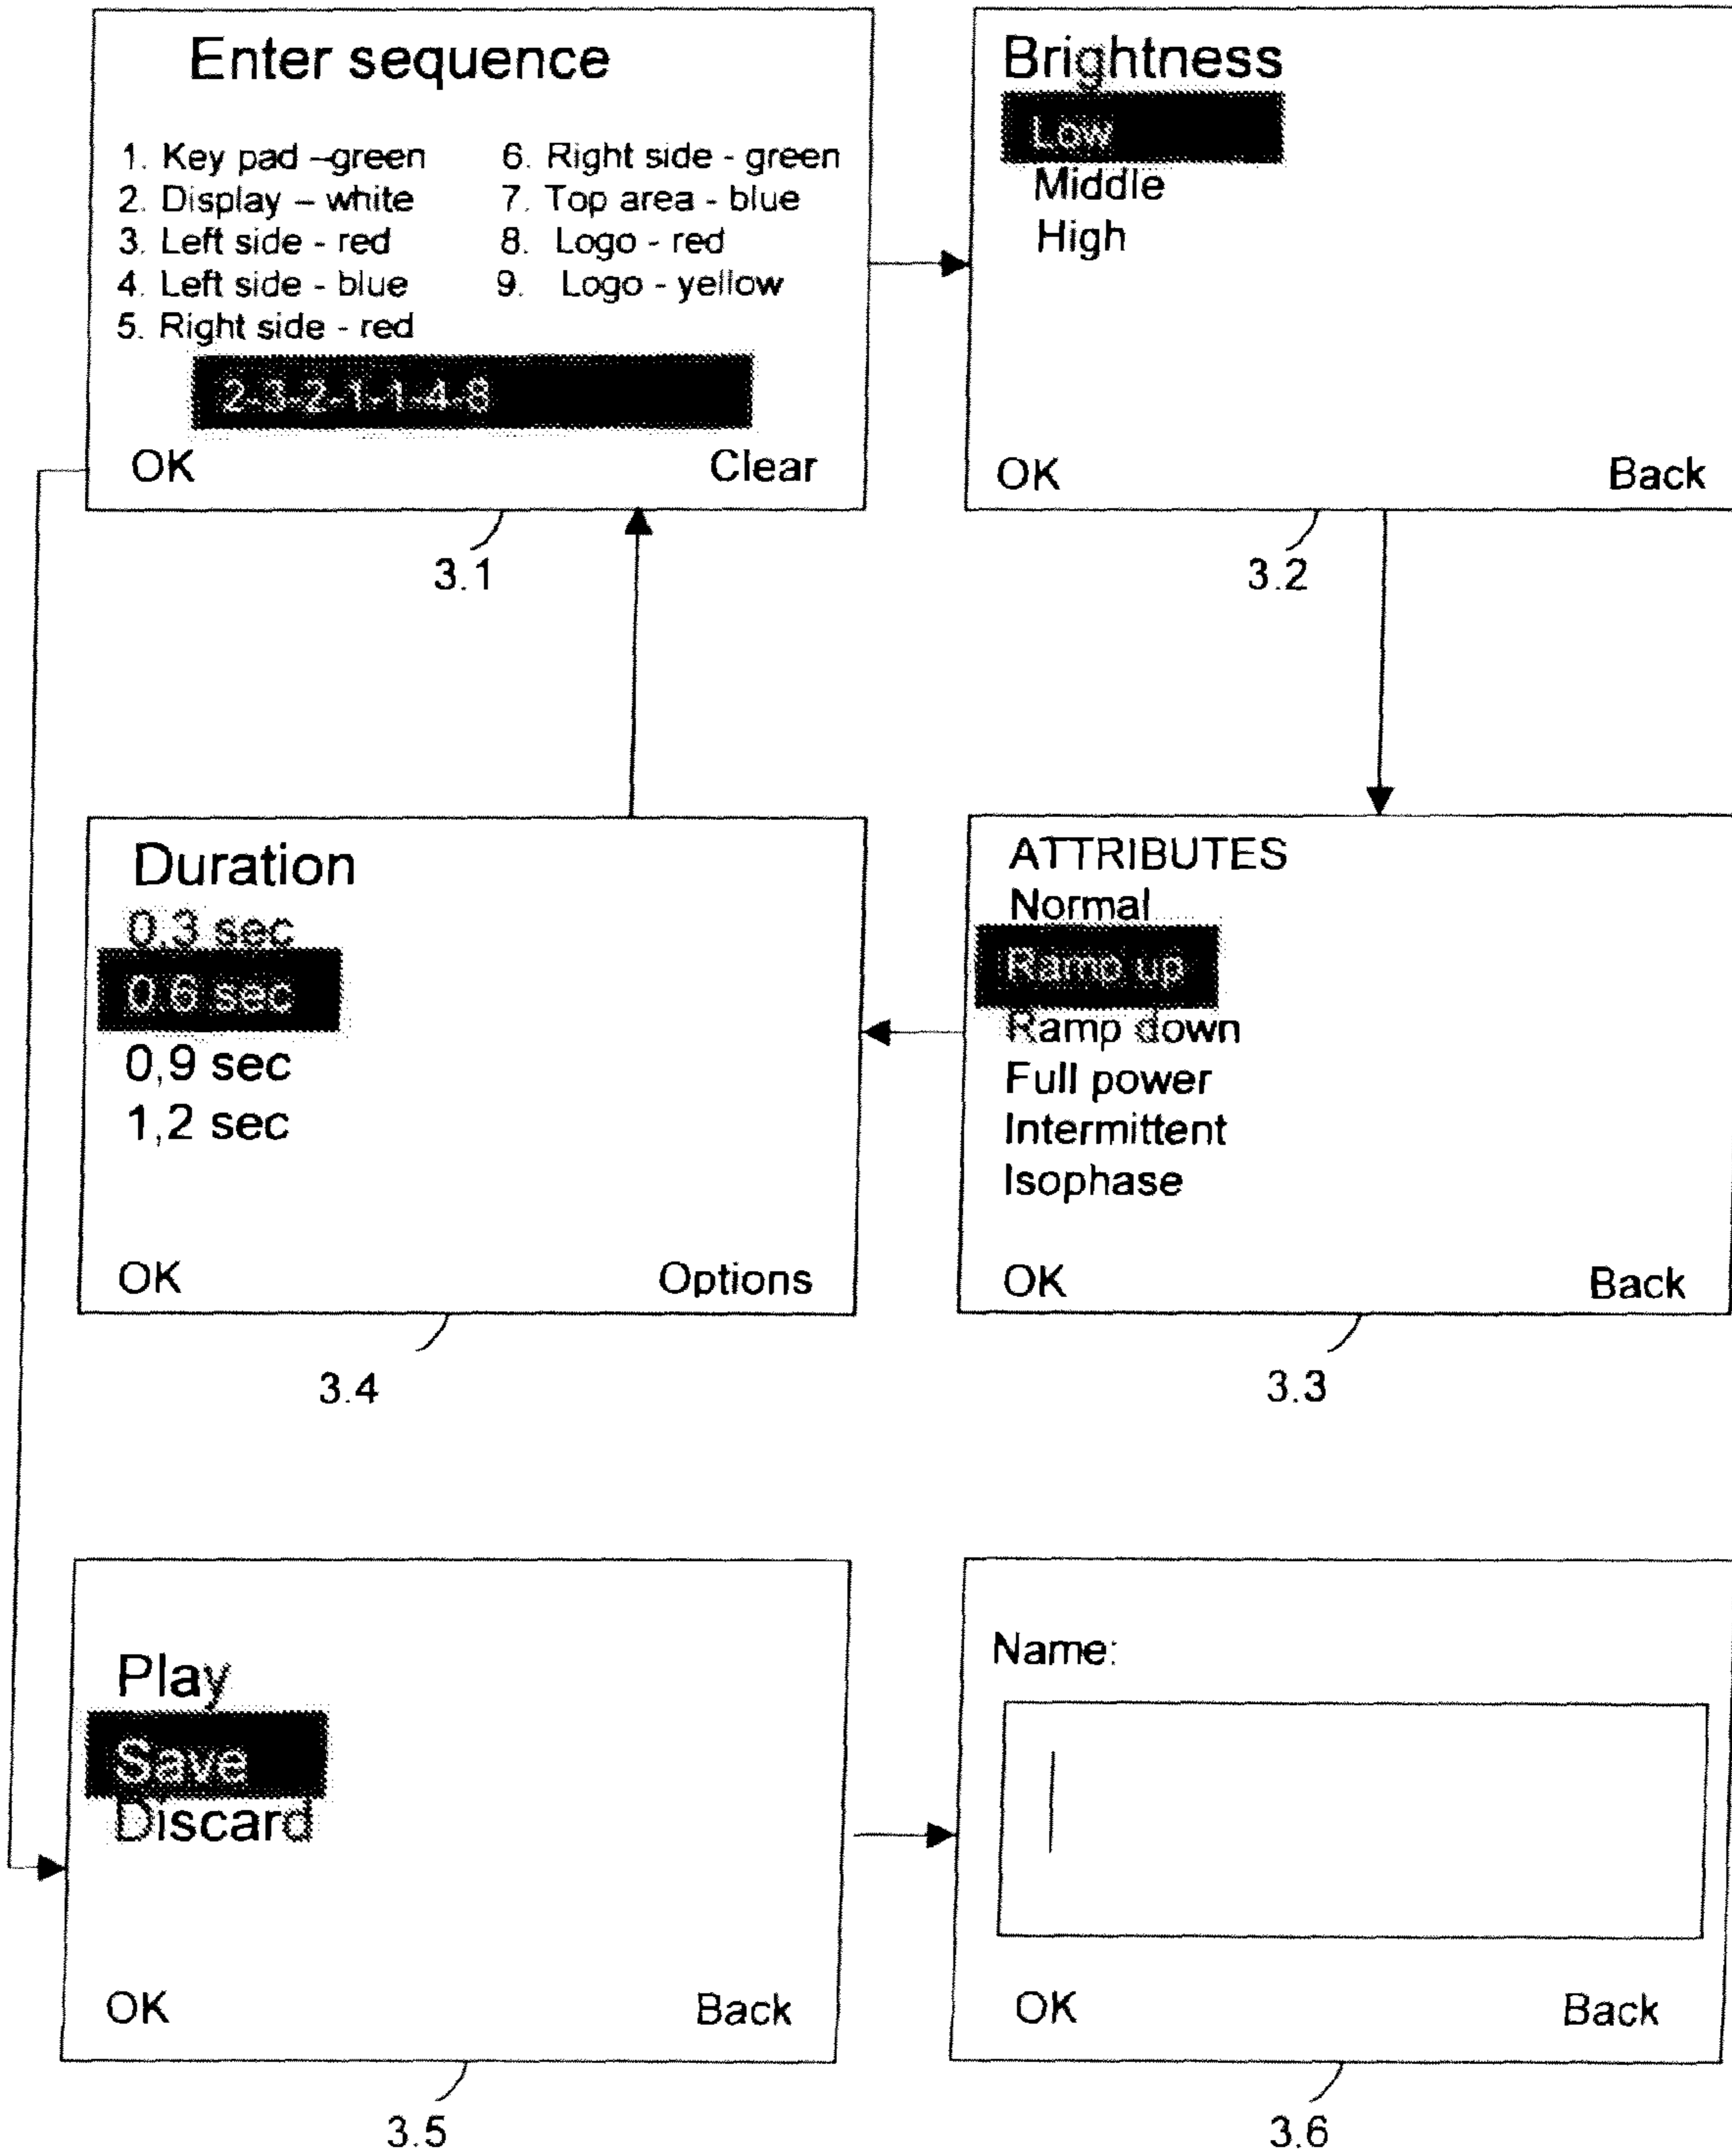 Enter sequence
1. Key pad –green
2. Display – white
3. Left side - red
4. Left side - blue
5. Right side - red
6. Right side - green
7. Top area - blue
8. Logo - red
9. Logo - yellow
2-3-2-1-1-4-8
OK Clear
3.1
Brightness
Low
Middle
High
OK Back
3.2
Duration
0,3 sec
0,6 sec
0,9 sec
1,2 sec
OK Options
3.4
ATTRIBUTES
Normal
Ramp up
Ramp down
Full power
Intermittent
Isophase
OK Back
3.3
Play
Save
Discard
OK Back
3.5
Name:
OK Back
3.6